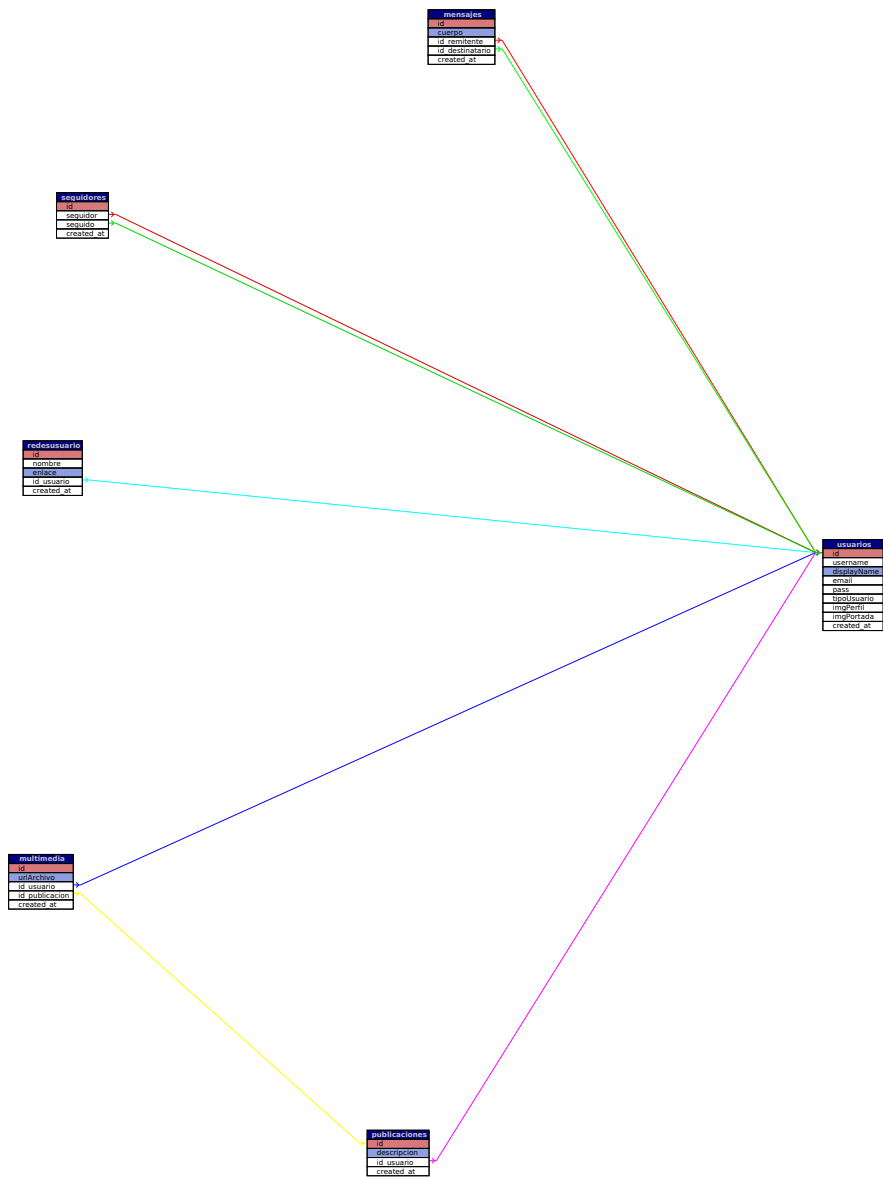 mensajes
id
cuerpo
id_remitente
id_destinatario
created_at
seguidores
id
seguidor
seguido
created_at
redesusuario
id
nombre
enlace
id_usuario
created_at
usuarios
id
username
displayName
email
pass
tipoUsuario
imgPerfil
imgPortada
created_at
multimedia
id
urlArchivo
id_usuario
id_publicacion
created_at
publicaciones
id
descripcion
id_usuario
created_at